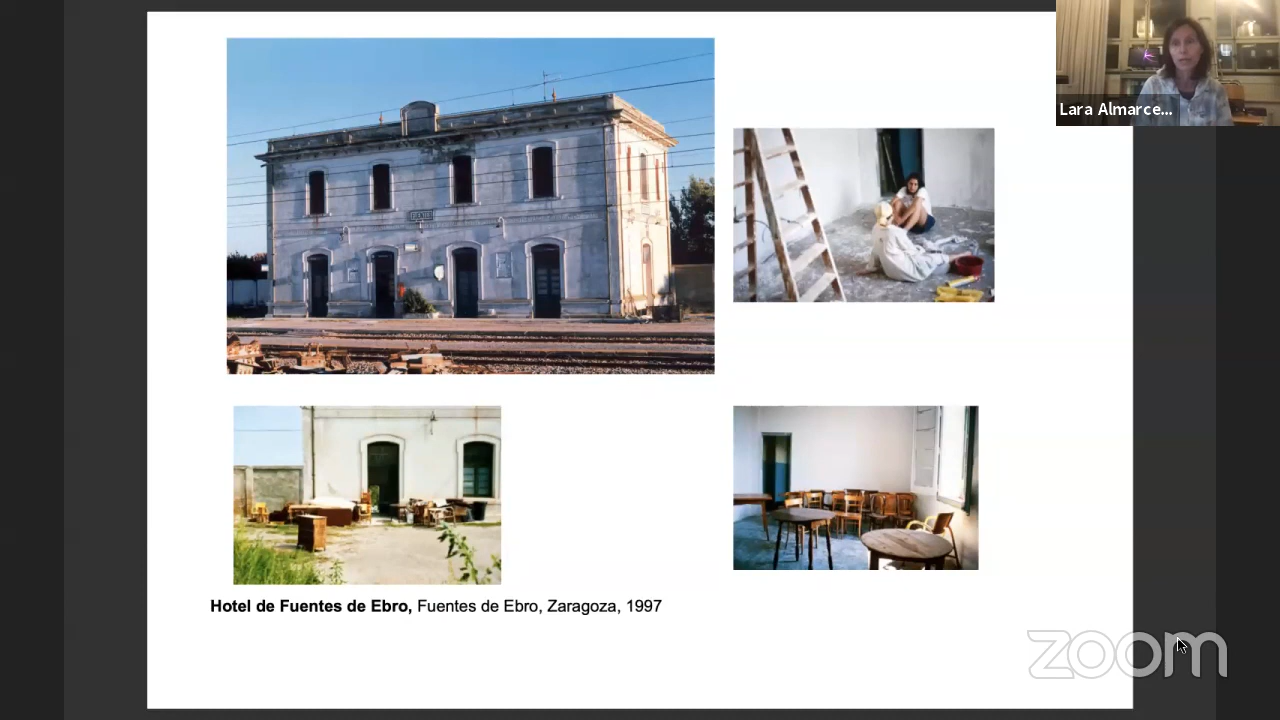 Lara Almarce...
Hotel de Fuentes de Ebro, Fuentes de Ebro, Zaragoza, 1997
zoom